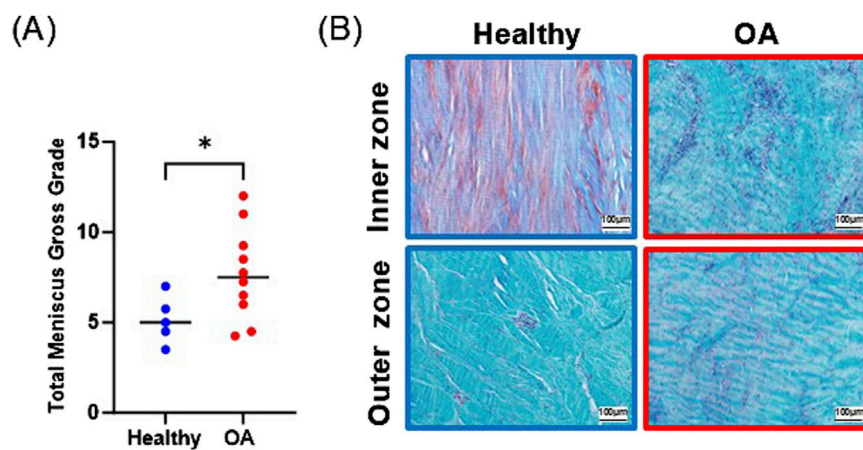 (A)
Total Meniscus Gross Grade
15
10
5
0
*
Healthy
OA
(B)
Healthy
OA
Inner zone
100μm
100μm
Outer zone
100μm
100μm